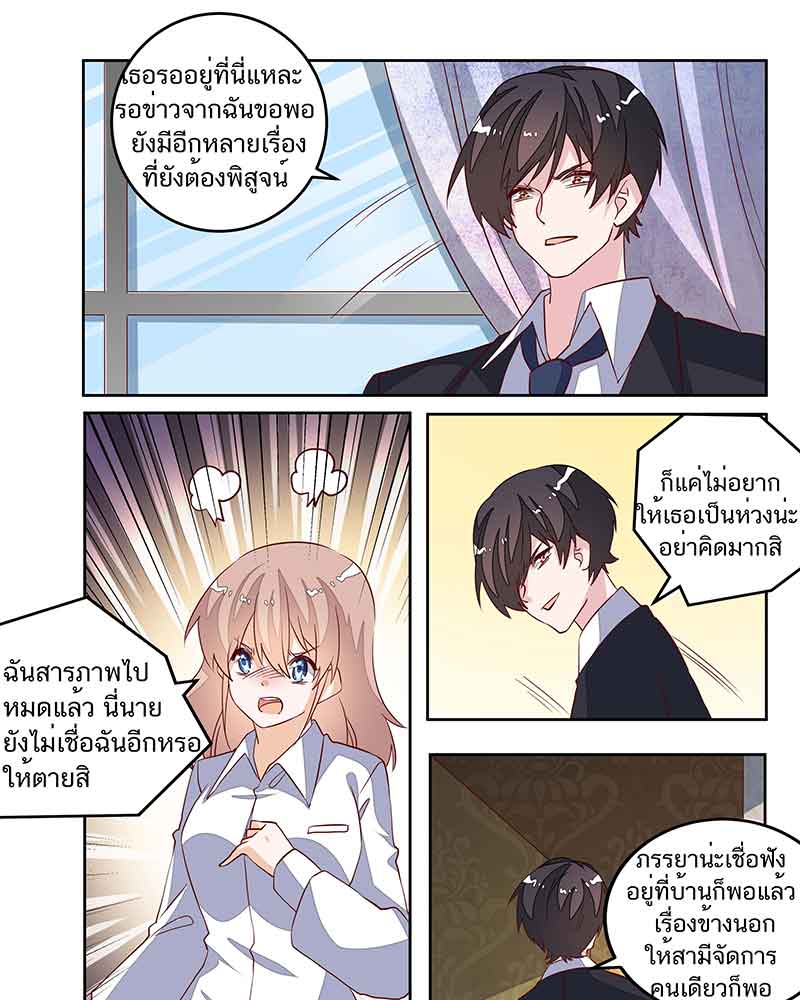 เธอรออยู่ที่นี่แหละ
รอข่าวจากฉันขอพอ
ยังมีอีกหลายเรื่อง
ที่ยังต้องพิสูจน์
ฉันสารภาพไป
หมดแล้ว นี่นาย
ยังไม่เชื่อฉันอีกหรอ
ให้ตายสิ
ก็แค่ไม่อยาก
ให้เธอเป็นห่วงน่ะ
อย่าคิดมากสิ
ภรรยาน่ะเชื่อฟัง
อยู่ที่บ้านก็พอแล้ว
เรื่องข้างนอก
ให้สามีจัดการ
คนเดียวก็พอ